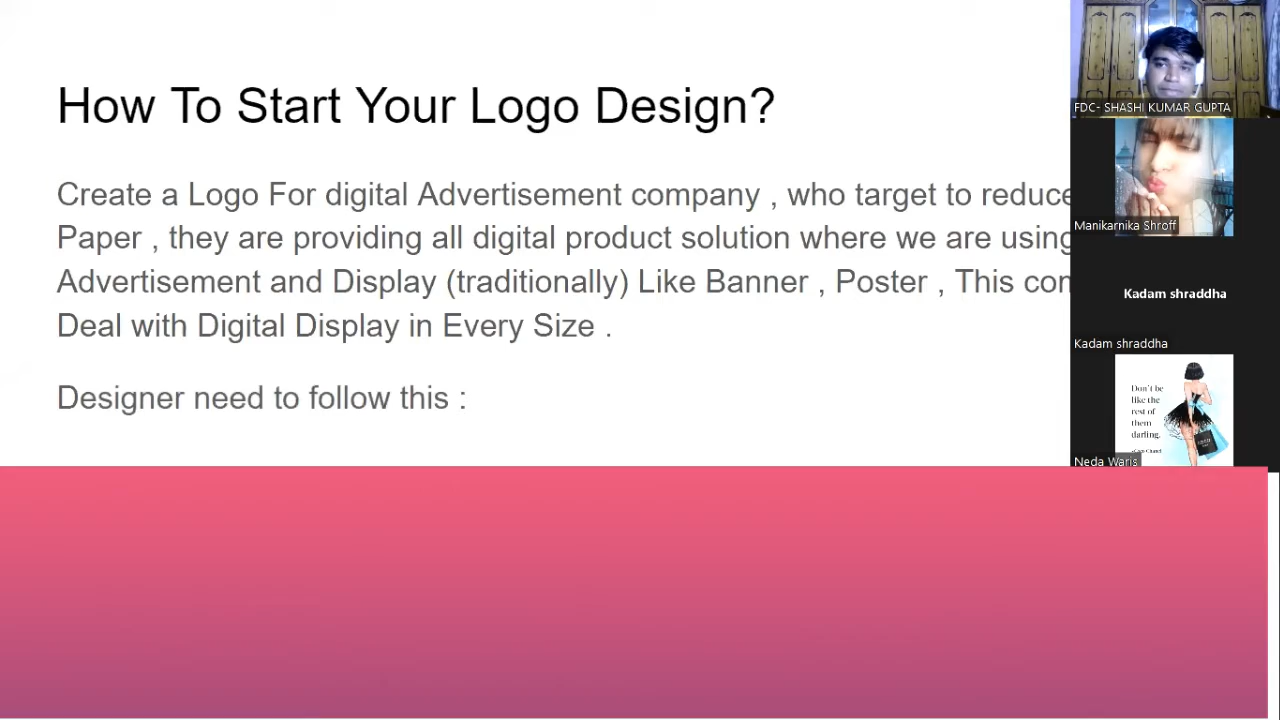 How To Start Your Logo Design?
Create a Logo For digital Advertisement company , who target to reduce
Paper , they are providing all digital product solution where we are using
Advertisement and Display (traditionally) Like Banner , Poster , This
Deal with Digital Display in Every Size .
Designer need to follow this :
FDC- SHASHI KUMAR GUPTA
Manikarnika Shroff
Kadam shraddha
Kadam shraddha
Don't be
like the
rest of
them
darling.
Neda Waris